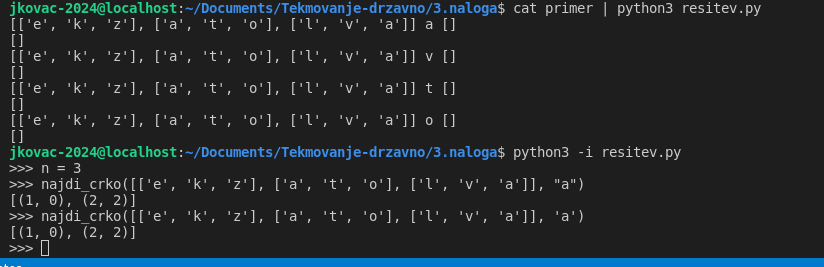 jkovac-2024@localhost:~/Documents/Tekmovanje-drzavno/3.naloga$ cat primer | python3 resitev.py
[['e', 'k', 'z'], ['a', 't', 'o'], ['l', 'v', 'a']] a []
[]
[['e', 'k', 'z'], ['a', 't', 'o'], ['l', 'v', 'a']] v []
[]
[['e', 'k', 'z'], ['a', 't', 'o'], ['l', 'v', 'a']] t []
[]
[['e', 'k', 'z'], ['a', 't', 'o'], ['l', 'v', 'a']] o []
[]
jkovac-2024@localhost:~/Documents/Tekmovanje-drzavno/3.naloga$ python3 -i resitev.py
>>> n = 3
>>> najdi_crko([['e', 'k', 'z'], ['a', 't', 'o'], ['l', 'v', 'a']], "a")
[(1, 0), (2, 2)]
>>> najdi_crko([['e', 'k', 'z'], ['a', 't', 'o'], ['l', 'v', 'a']], 'a')
[(1, 0), (2, 2)]
>>>